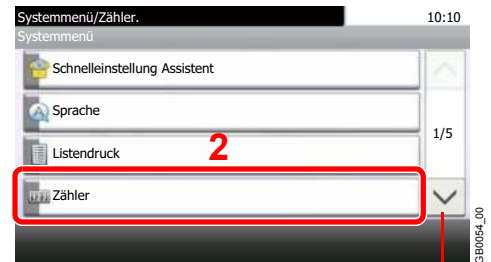 Systemmenü/Zähler. 10:10
Systemmenü
Schnelleinstellung Assistent
Sprache
1/5
Listendruck
2
Zähler
GB0054_00